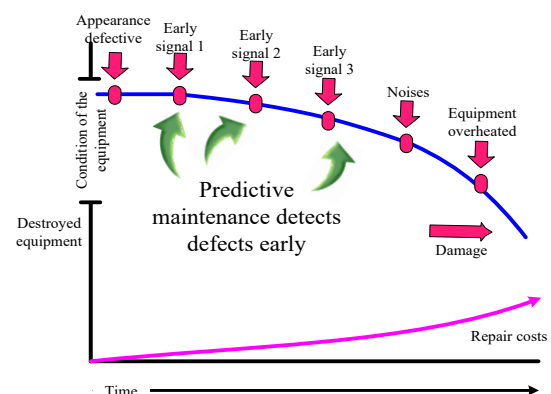 Appearance
defective
Early
signal 1
Early
signal 2
Early
signal 3
Noises
Equipment
overheated
Condition of the
equipment
Predictive
maintenance detects
defects early
Destroyed
equipment
Damage
Repair costs
Time